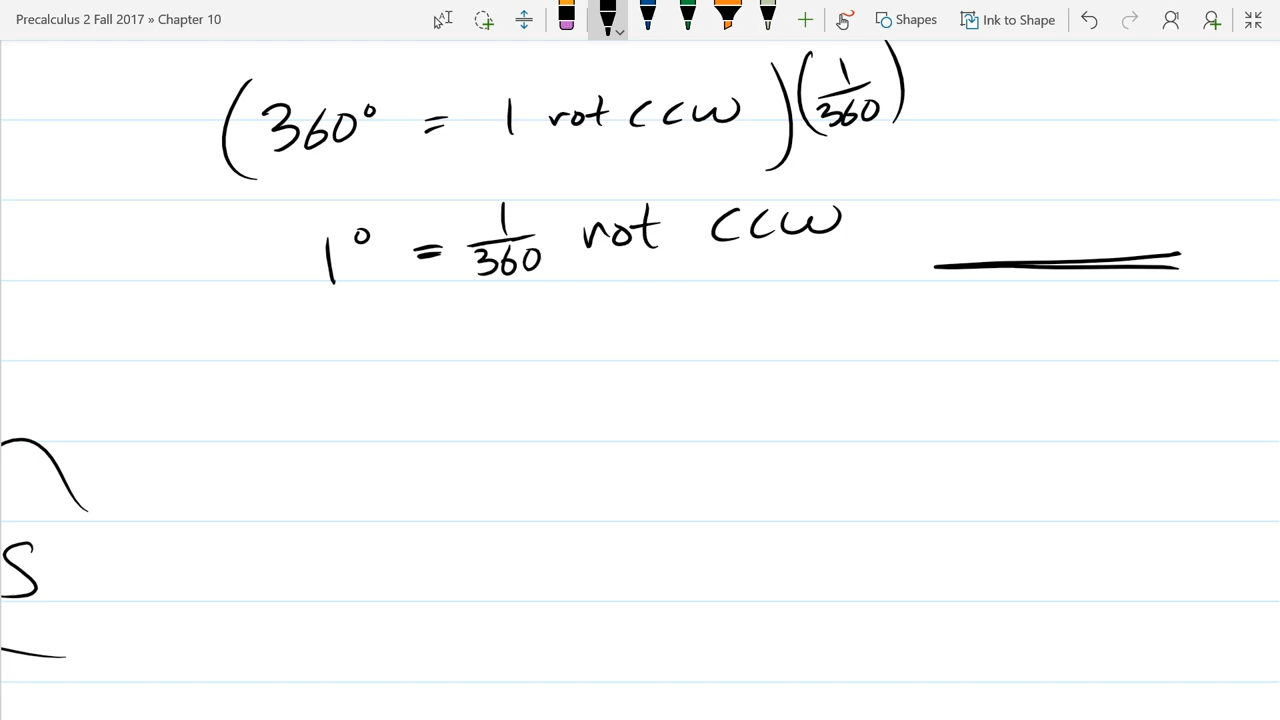 Precalculus 2 Fall 2017 » Chapter 10
Shapes
Ink to Shape
(360° = 1 rot ccw)(1/360)
1° = 1/360 rot ccw
S